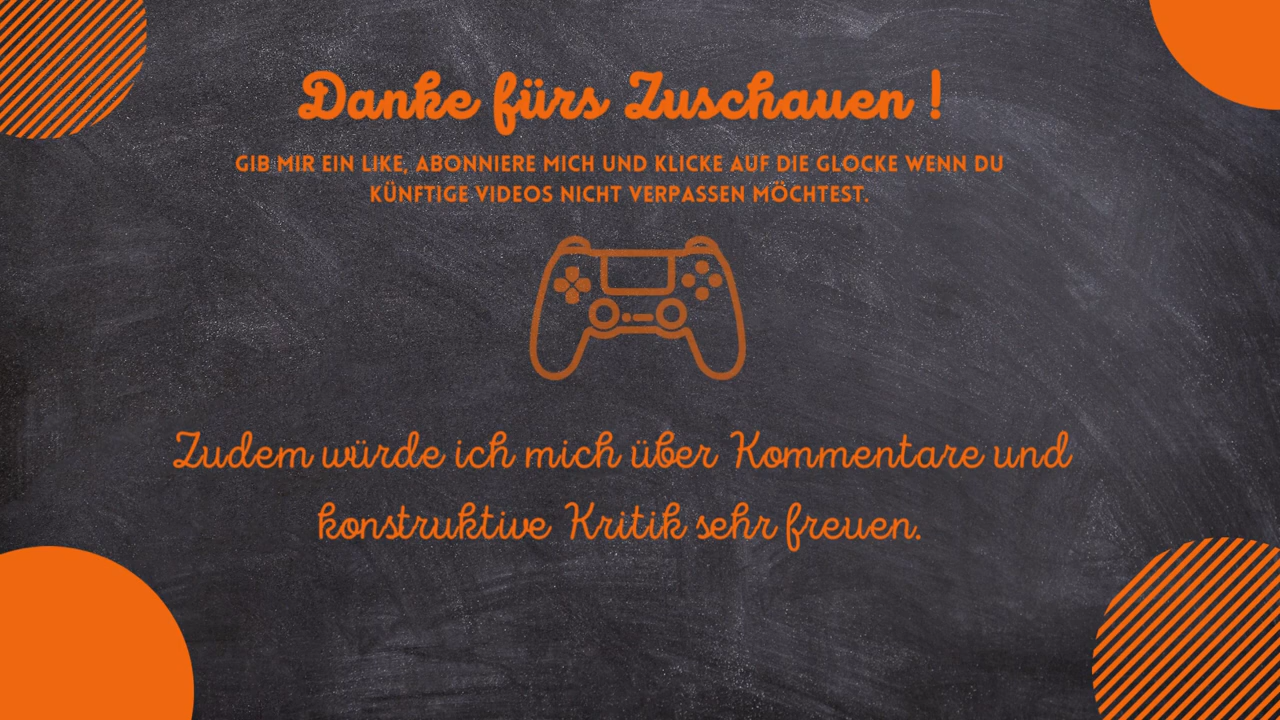 Danke fürs Zuschauen !
GIB MIR EIN LIKE, ABONNIERE MICH UND KLICKE AUF DIE GLOCKE WENN DU
KÜNFTIGE VIDEOS NICHT VERPASSEN MÖCHTEST.
Zudem würde ich mich über Kommentare und
konstruktive Kritik sehr freuen.